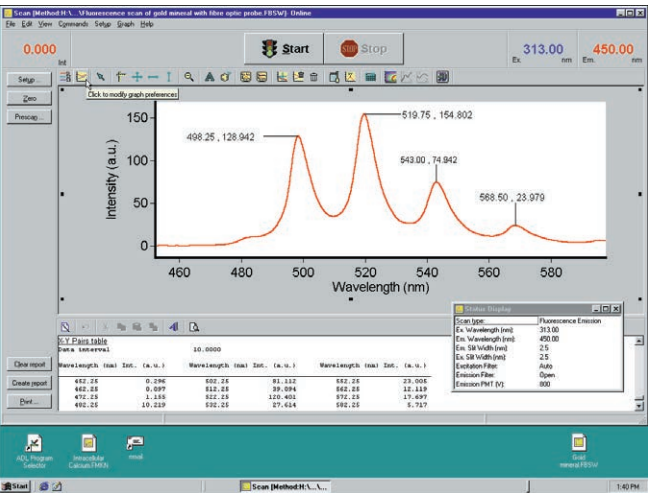 Scan [Method:H:\...\Fluorescence scan of gold mineral with fibre optic probe.FBSW]- Online
File Edit View Commands Setup Graph Help
0.000
Int
Start
Stop
313.00
Ex. nm
450.00
Em. nm
Setup...
Zero
Prescan...
Click to modify graph preferences
Intensity (a.u.)
150
100
50
0
498.25 , 128.942
519.75 , 154.802
543.00 , 74.942
568.50 , 23.979
460 480 500 520 540 560 580
Wavelength (nm)
Status Display
Scan type: Fluorescence Emission
Ex. Wavelength (nm): 313.00
Em. Wavelength (nm): 450.00
Ex. Slit Width (nm): 2.5
Ex. Slit Width (nm): 2.5
Excitation Filter: Auto
Emission Filter: Open
Emission PMT (V): 800
X-Y Pairs table
Data interval 10.0000
Wavelength (nm) Int. (a.u.) Wavelength (nm) Int. (a.u.) Wavelength (nm) Int. (a.u.)
452.25 0.296 502.25 81.112 552.25 23.005
462.25 0.097 512.25 39.094 562.25 12.119
472.25 1.155 522.25 120.401 572.25 17.697
482.25 10.219 532.25 27.614 582.25 5.717
Clear report
Create report
Print...
ADL Program
Selector
Intracellular
Calcium.FMKN
email
Gold
mineral.FBSW
Start
Scan [Method:H:\...\...
1:40 PM